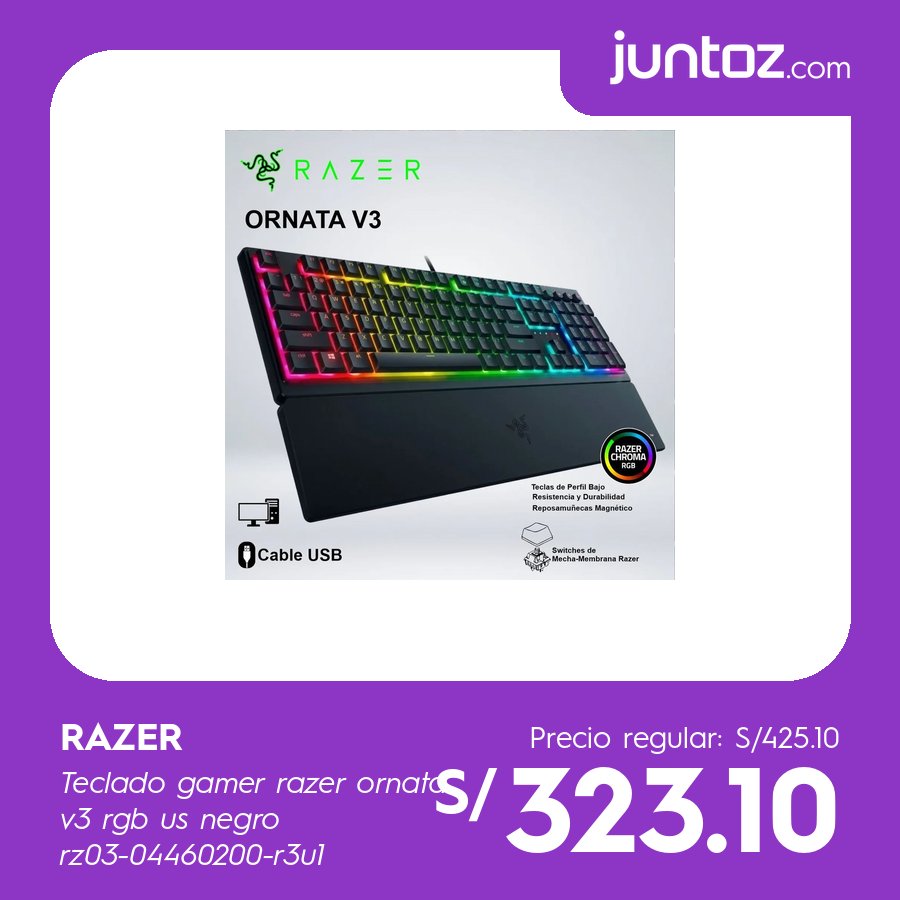 juntoz.com
RAZER
ORNATA V3
RAZER
CHROMA
RGB
Teclas de Perfil Bajo
Resistencia y Durabilidad
Reposamuñecas Magnético
Cable USB
Switches de
Mecha-Membrana Razer
RAZER
Teclado gamer razer ornata
v3 rgb us negro
rz03-04460200-r3u1
Precio regular: S/425.10
S/323.10